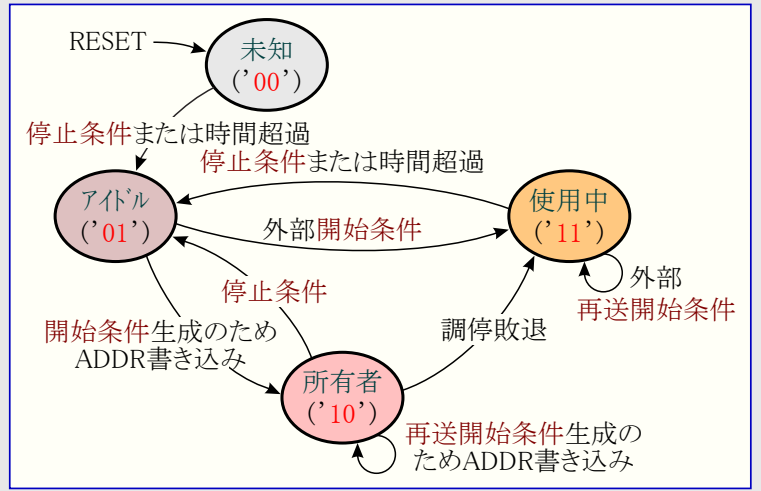 RESET
未知
('00')
停止条件または時間超過
停止条件または時間超過
アイドル
('01')
使用中
('11')
外部開始条件
外部
再送開始条件
停止条件
開始条件生成のため
ADDR書き込み
調停敗退
所有者
('10')
再送開始条件生成の
ためADDR書き込み